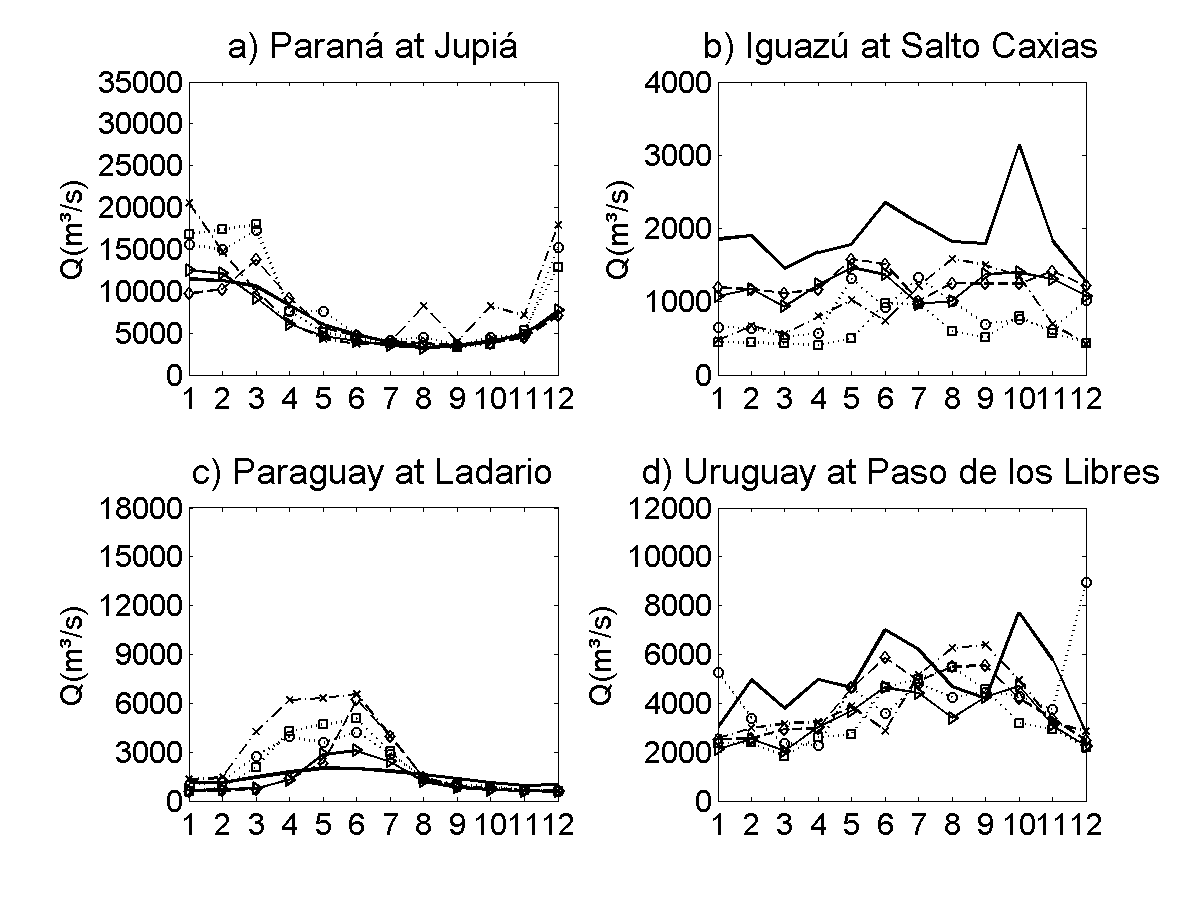 a) Paraná at Jupiá
35000
30000
25000
20000
15000
10000
5000
0
Q(m³/s)
1 2 3 4 5 6 7 8 9 10 11 12
b) Iguazú at Salto Caxias
4000
3000
2000
1000
0
Q(m³/s)
1 2 3 4 5 6 7 8 9 10 11 12
c) Paraguay at Ladario
18000
15000
12000
9000
6000
3000
0
Q(m³/s)
1 2 3 4 5 6 7 8 9 10 11 12
d) Uruguay at Paso de los Libres
12000
10000
8000
6000
4000
2000
0
Q(m³/s)
1 2 3 4 5 6 7 8 9 10 11 12